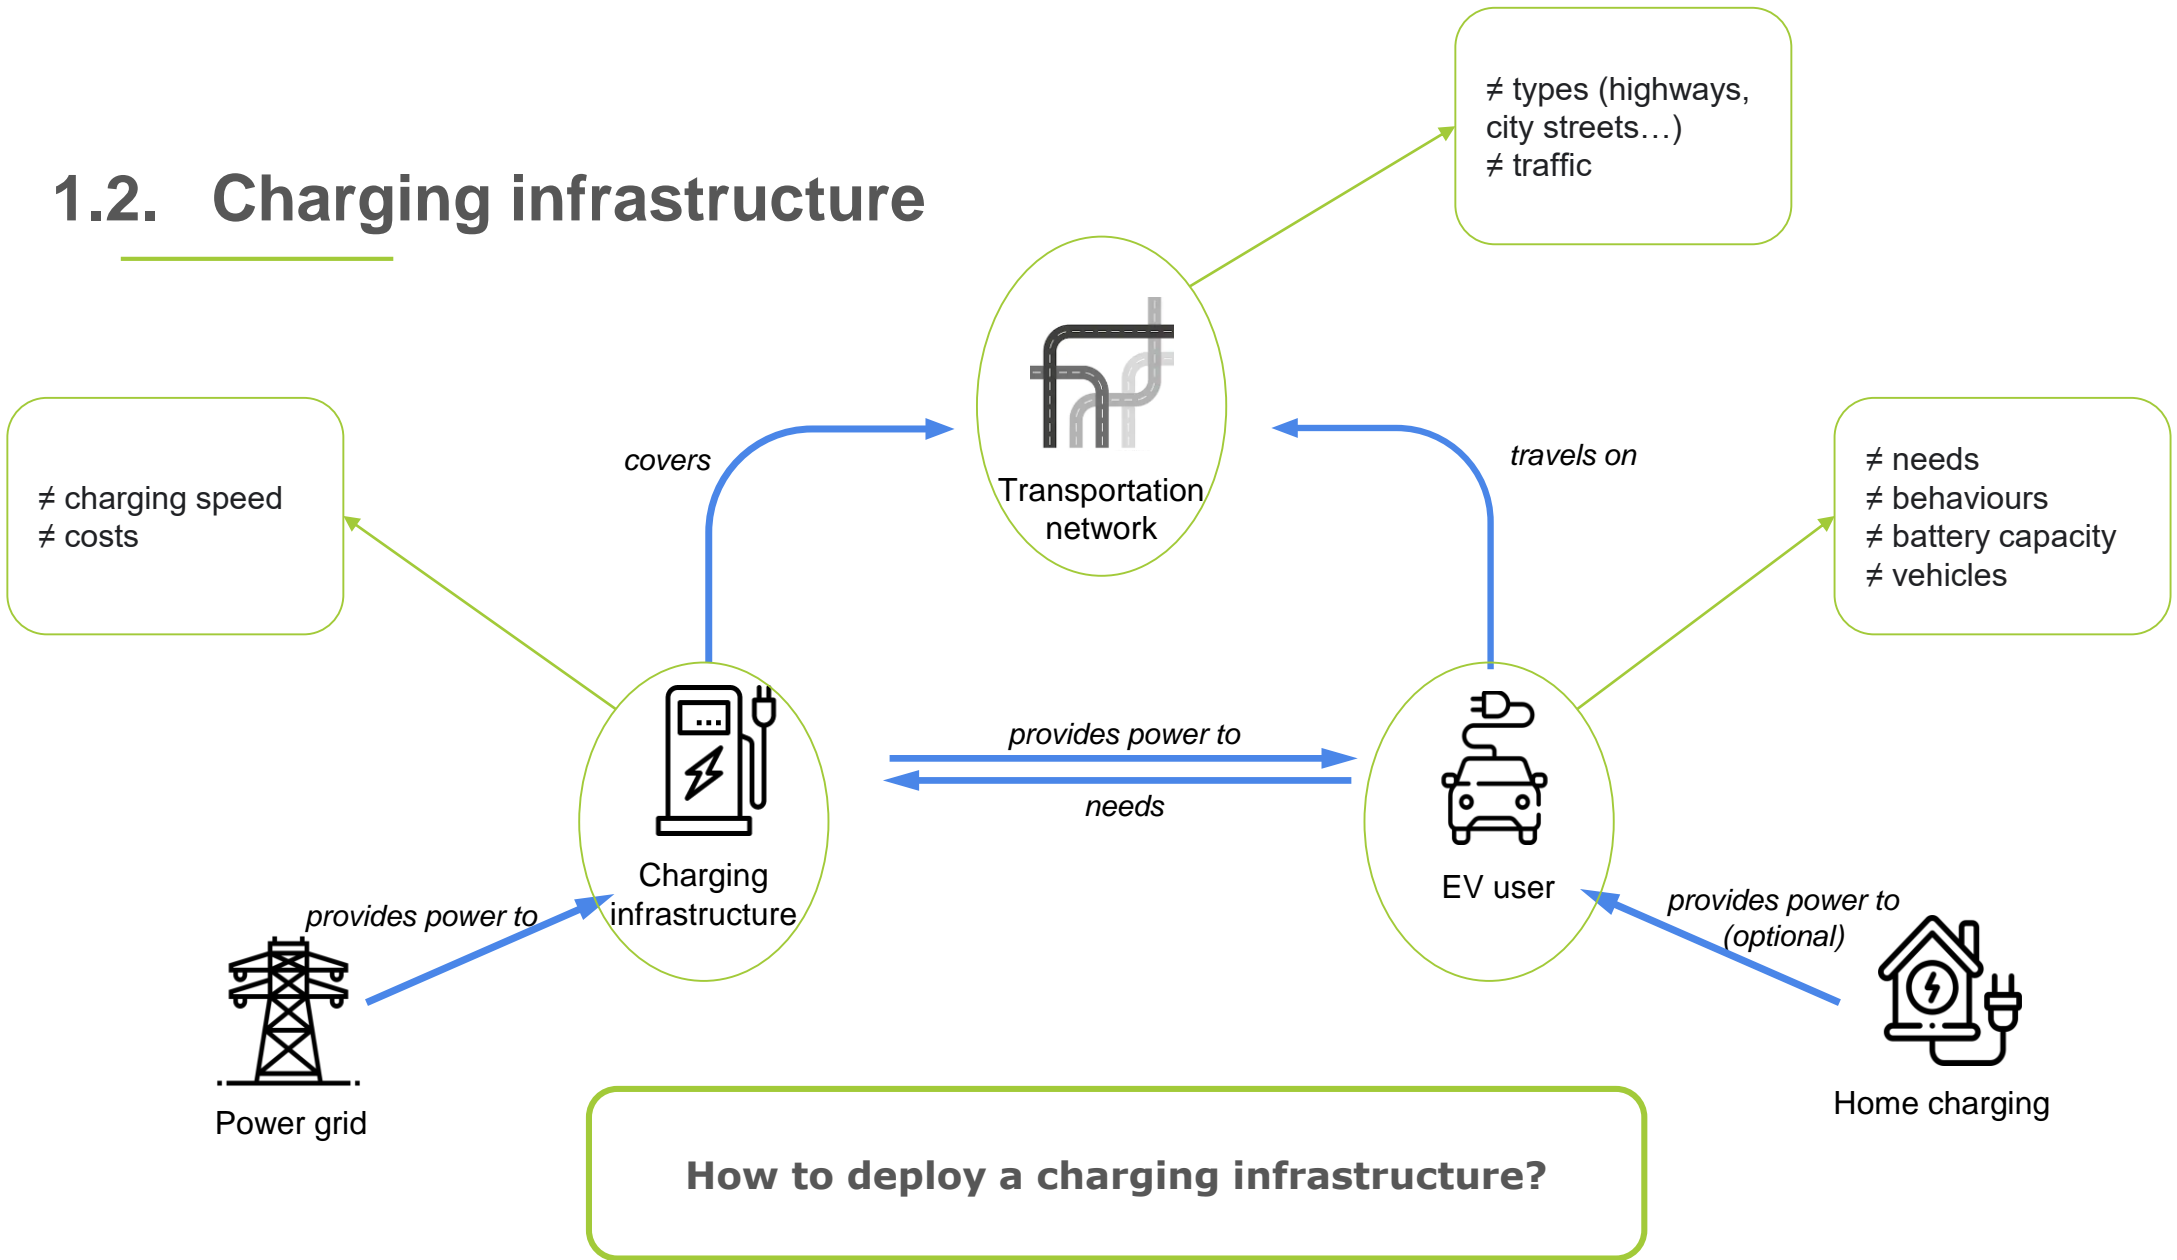 ≠ types (highways,
city streets…)
≠ traffic
1.2. Charging infrastructure
covers
travels on
Transportation
network
≠ charging speed
≠ costs
≠ needs
≠ behaviours
≠ battery capacity
≠ vehicles
provides power to
needs
Charging
infrastructure
EV user
provides power to
provides power to
(optional)
Power grid
Home charging
How to deploy a charging infrastructure?